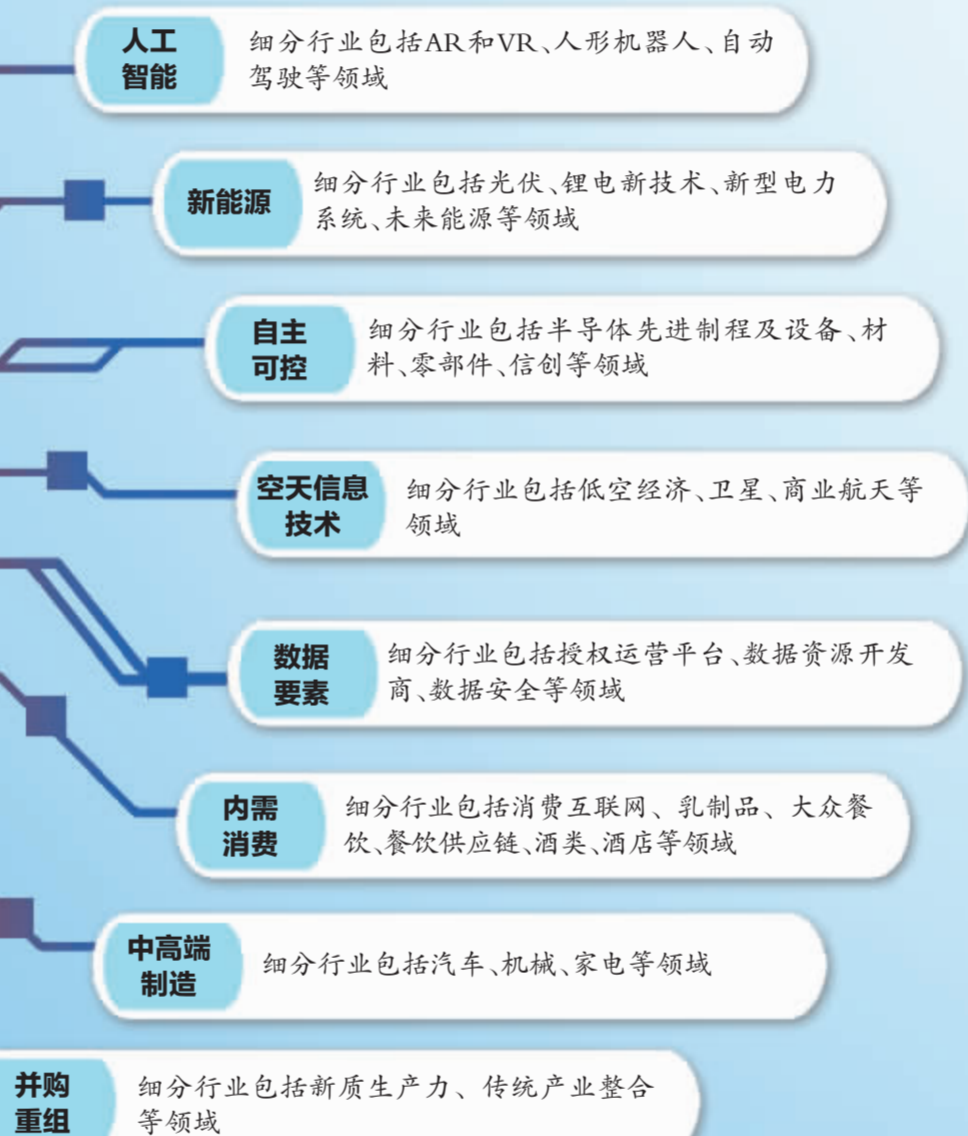 人工
智能
细分行业包括AR和VR、人形机器人、自动
驾驶等领域
新能源
细分行业包括光伏、锂电新技术、新型电力
系统、未来能源等领域
自主
可控
细分行业包括半导体先进制程及设备、材
料、零部件、信创等领域
空天信息
技术
细分行业包括低空经济、卫星、商业航天等
领域
数据
要素
细分行业包括授权运营平台、数据资源开发
商、数据安全等领域
内需
消费
细分行业包括消费互联网、乳制品、大众餐
饮、餐饮供应链、酒类、酒店等领域
中高端
制造
细分行业包括汽车、机械、家电等领域
并购
重组
细分行业包括新质生产力、传统产业整合
等领域